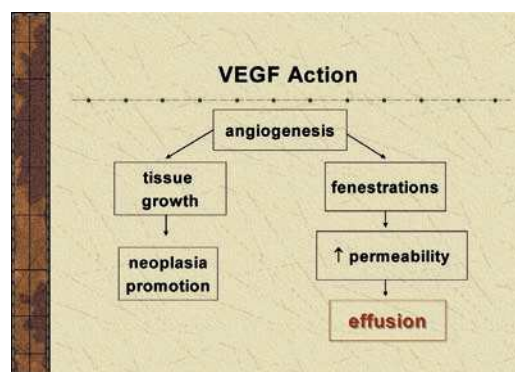 VEGF Action
angiogenesis
tissue
growth
fenestrations
neoplasia
promotion
↑ permeability
effusion